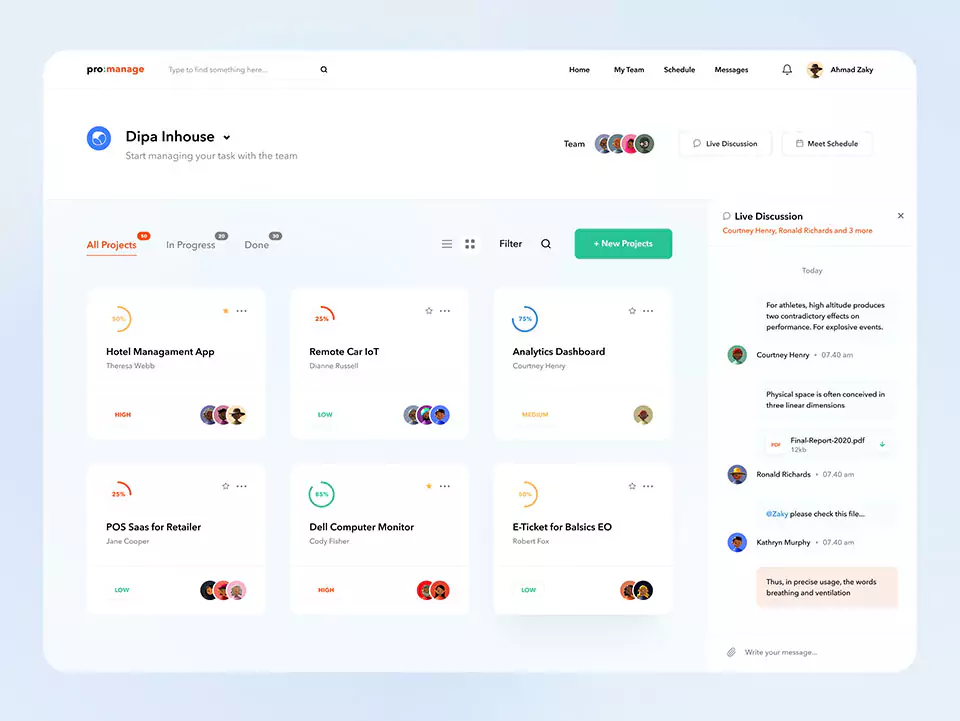 pro:manage
Type to find something here...
Home
My Team
Schedule
Messages
Ahmad Zaky
Dipa Inhouse
Start managing your task with the team
Team
Live Discussion
Meet Schedule
All Projects
50
In Progress
20
Done
30
Filter
+ New Projects
50%
Hotel Managament App
Theresa Webb
HIGH
25%
Remote Car IoT
Dianne Russell
LOW
75%
Analytics Dashboard
Courtney Henry
MEDIUM
25%
POS Saas for Retailer
Jane Cooper
LOW
85%
Dell Computer Monitor
Cody Fisher
HIGH
50%
E-Ticket for Balsics EO
Robert Fox
LOW
Live Discussion
Courtney Henry, Ronald Richards and 3 more
Today
For athletes, high altitude produces
two contradictory effects on
performance. For explosive events.
Courtney Henry • 07.40 am
Physical space is often conceived in
three linear dimensions
PDF
Final-Report-2020.pdf
12kb
Ronald Richards • 07.40 am
@Zaky please check this file...
Kathryn Murphy • 07.40 am
Thus, in precise usage, the words
breathing and ventilation
Write your message...